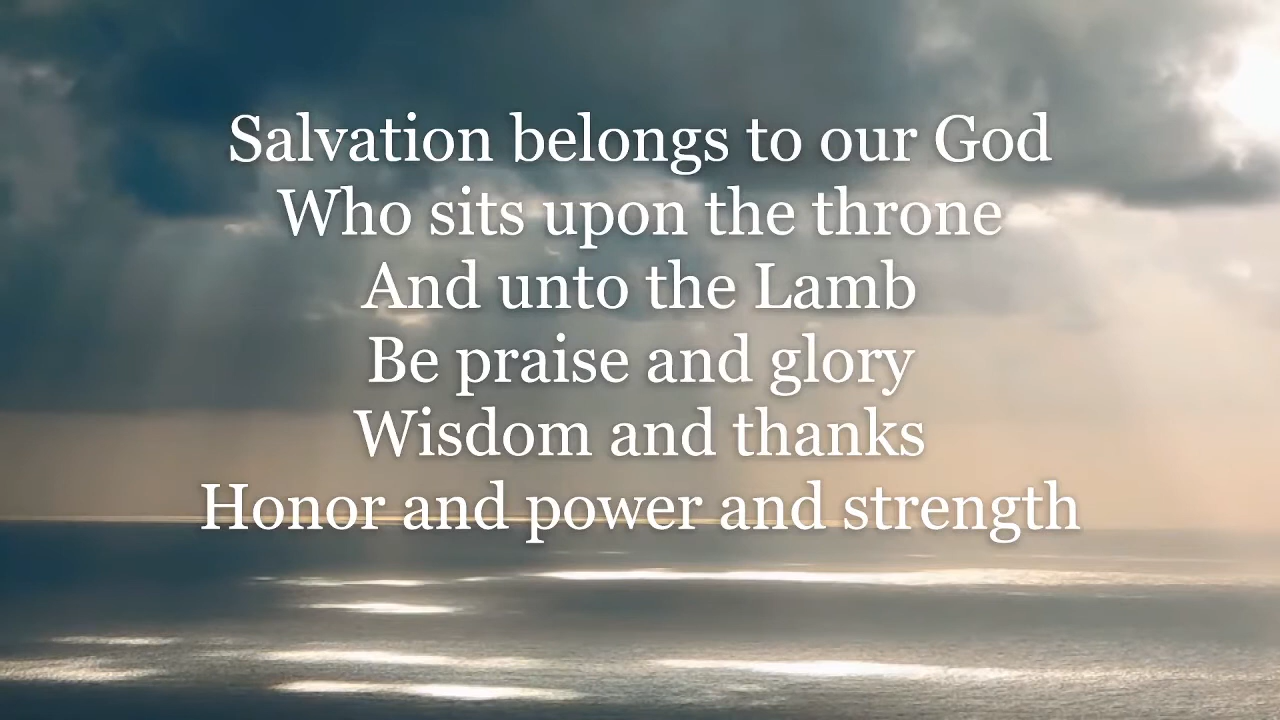 Salvation belongs to our God
Who sits upon the throne
And unto the Lamb
Be praise and glory
Wisdom and thanks
Honor and power and strength